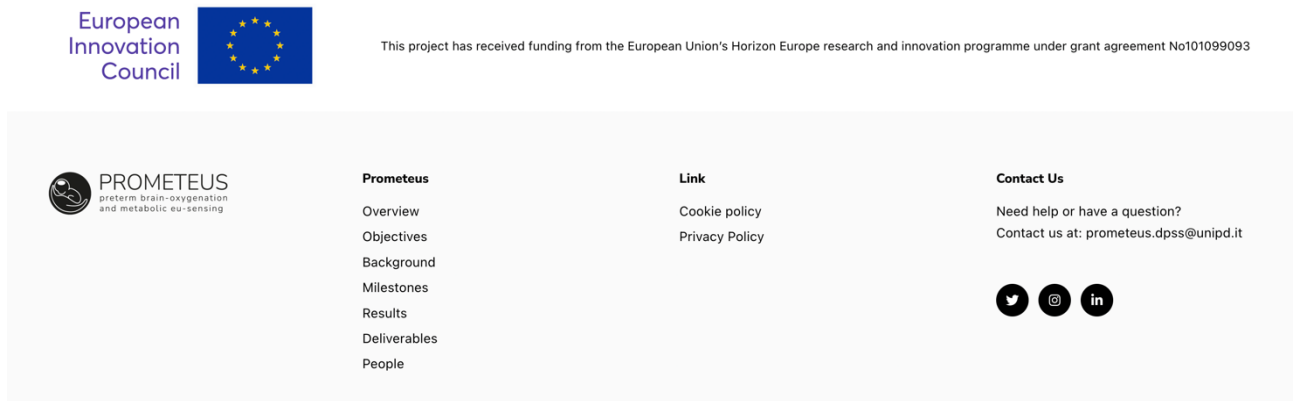 European
Innovation
Council
This project has received funding from the European Union's Horizon Europe research and innovation programme under grant agreement No101099093
PROMETEUS
preterm brain-oxygenation
and metabolic eu-sensing
Prometeus
Overview
Objectives
Background
Milestones
Results
Deliverables
People
Link
Cookie policy
Privacy Policy
Contact Us
Need help or have a question?
Contact us at: prometeus.dpss@unipd.it
in